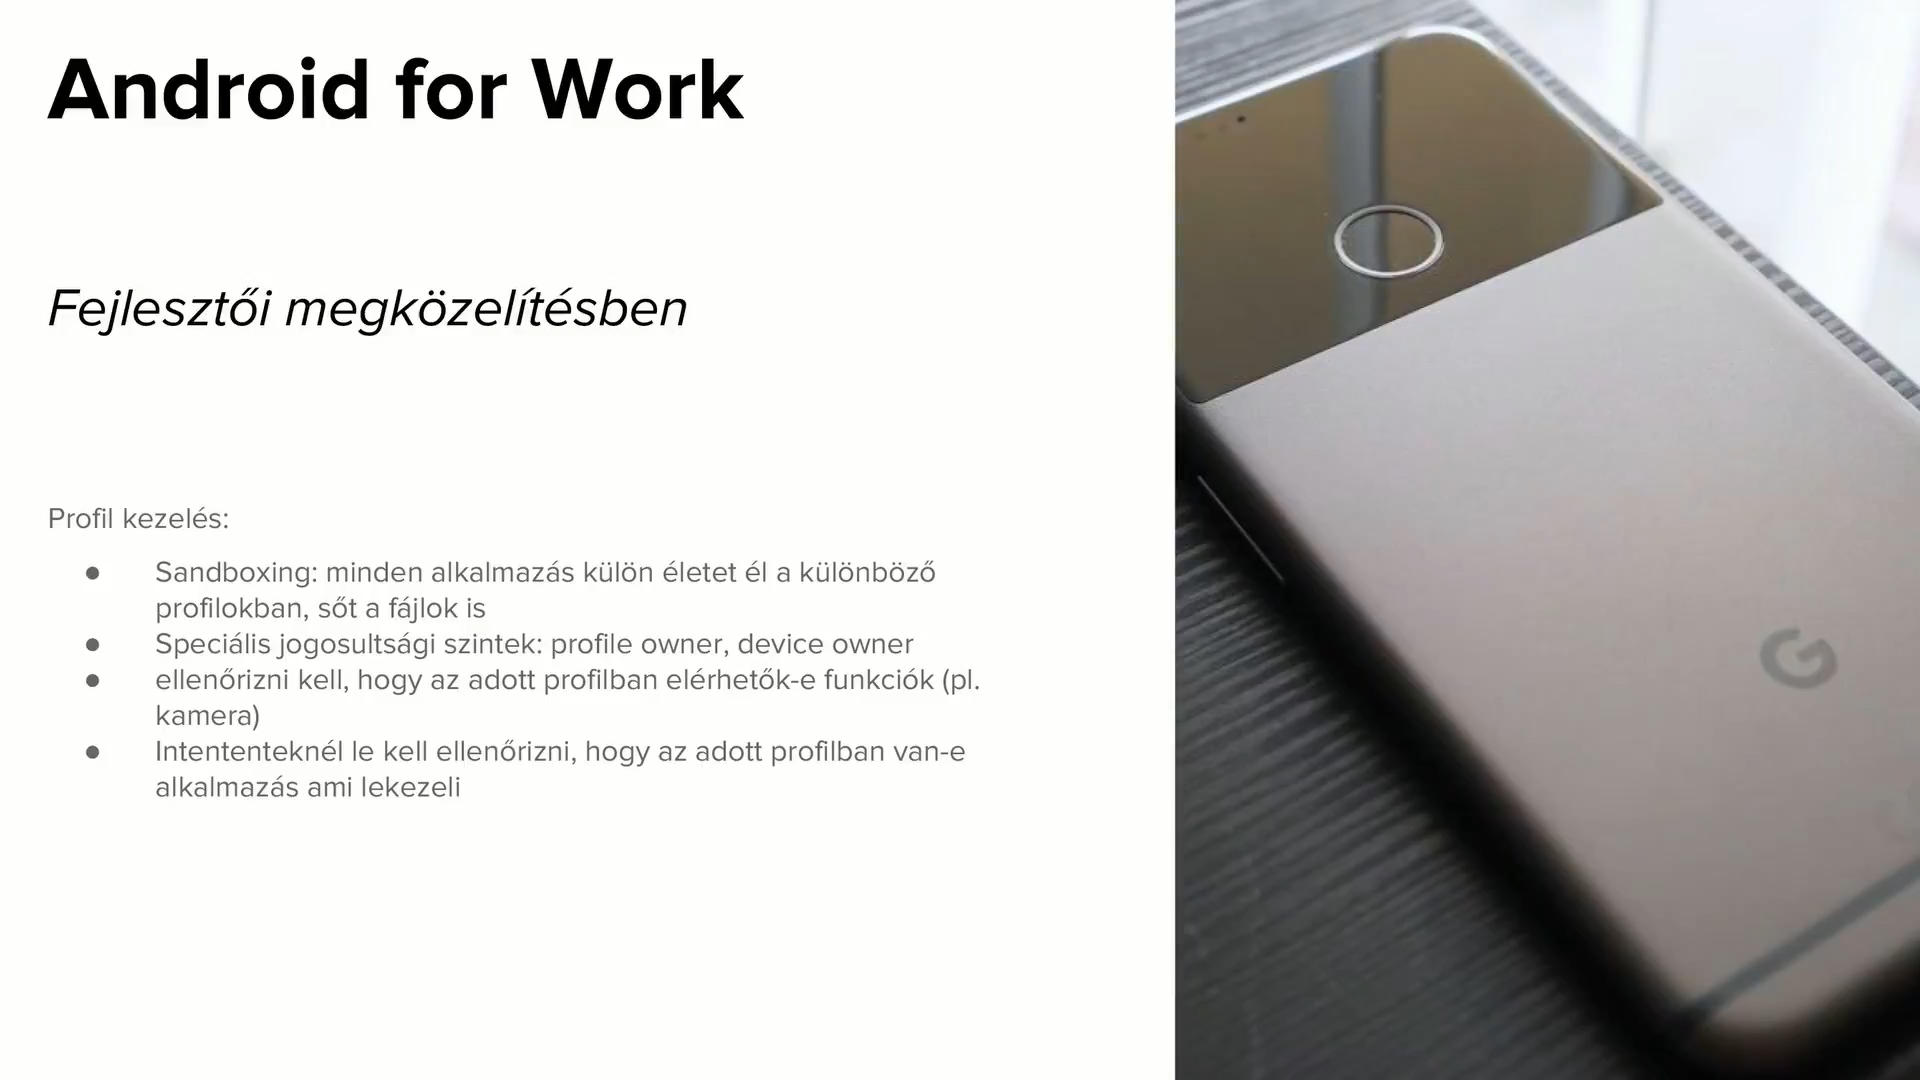 Android for Work
Fejlesztői megközelítésben
Profil kezelés:
● Sandboxing: minden alkalmazás külön életet él a különböző
profilokban, sőt a fájlok is
● Speciális jogosultsági szintek: profile owner, device owner
● ellenőrizni kell, hogy az adott profilban elérhetők-e funkciók (pl.
kamera)
● Intententeknél le kell ellenőrizni, hogy az adott profilban van-e
alkalmazás ami lekezeli
G